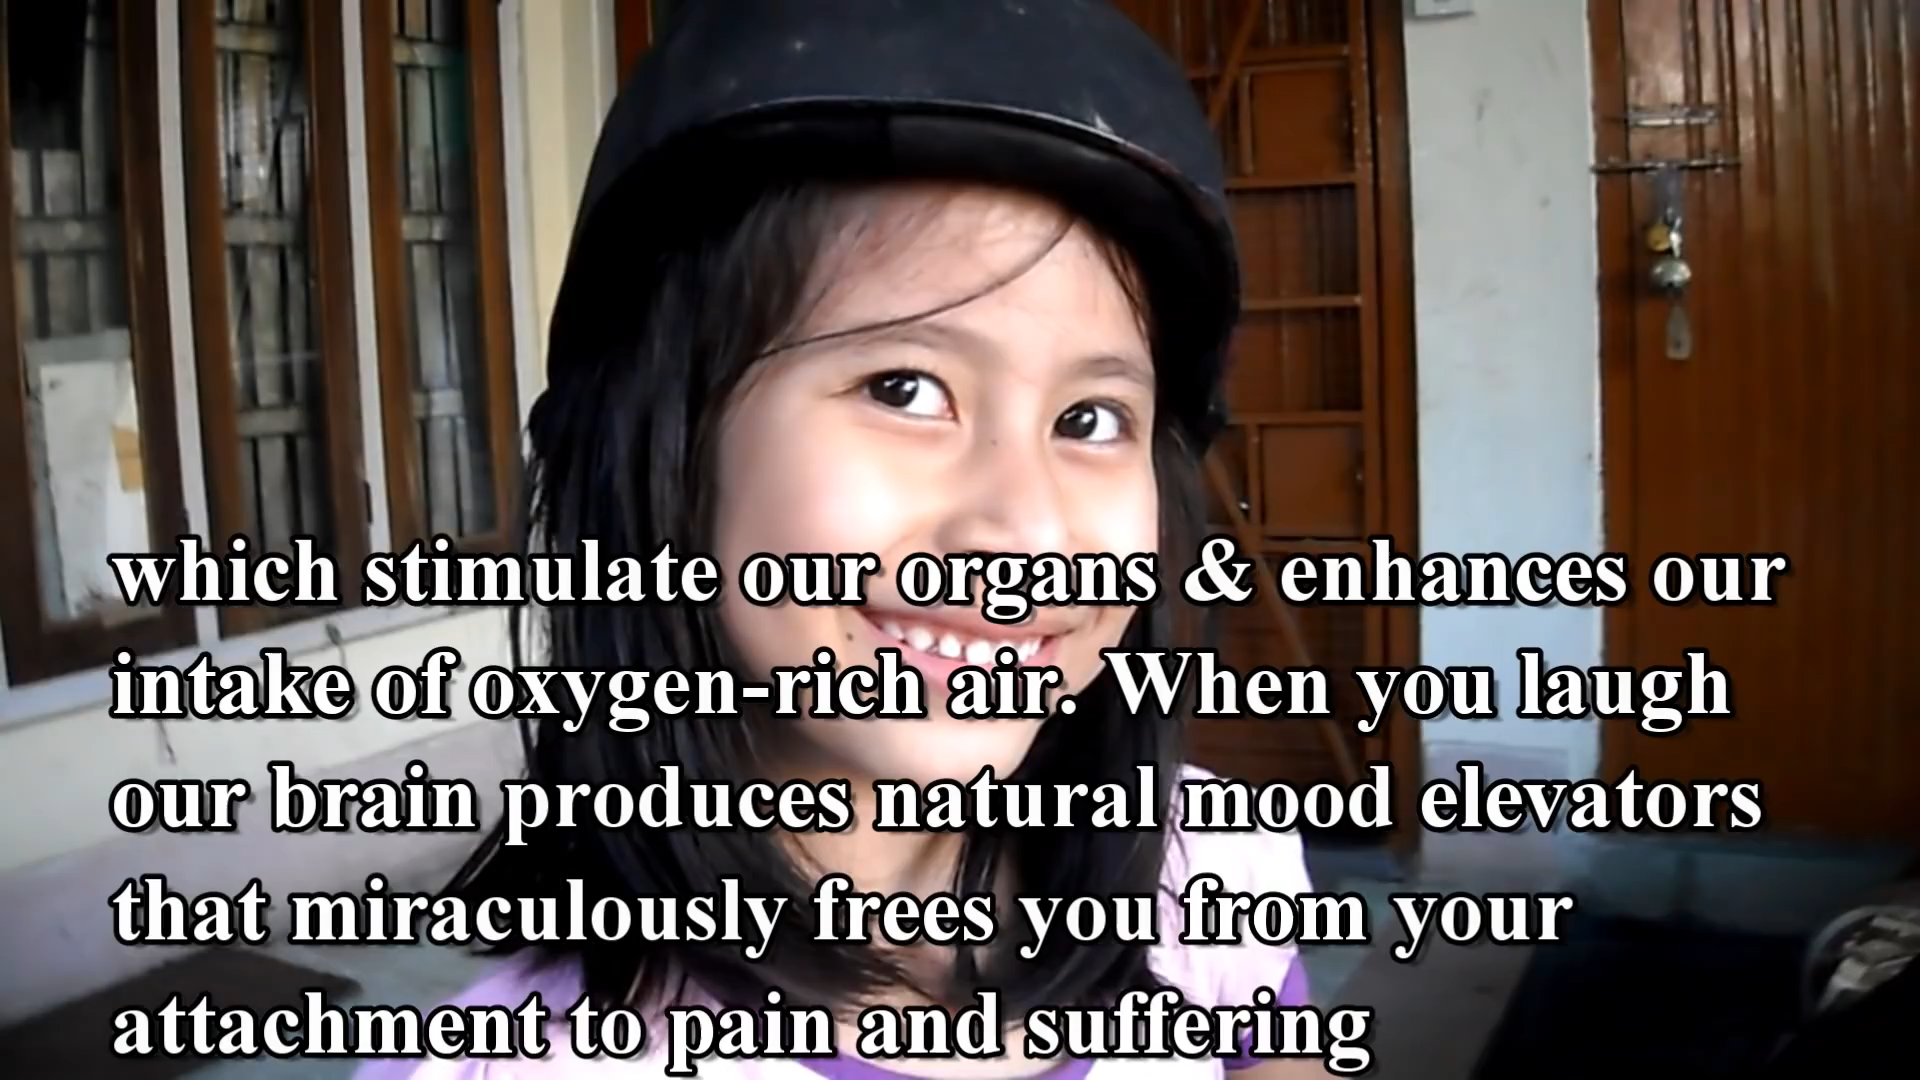 which stimulate our organs & enhances our
intake of oxygen-rich air. When you laugh
our brain produces natural mood elevators
that miraculously frees you from your
attachment to pain and suffering